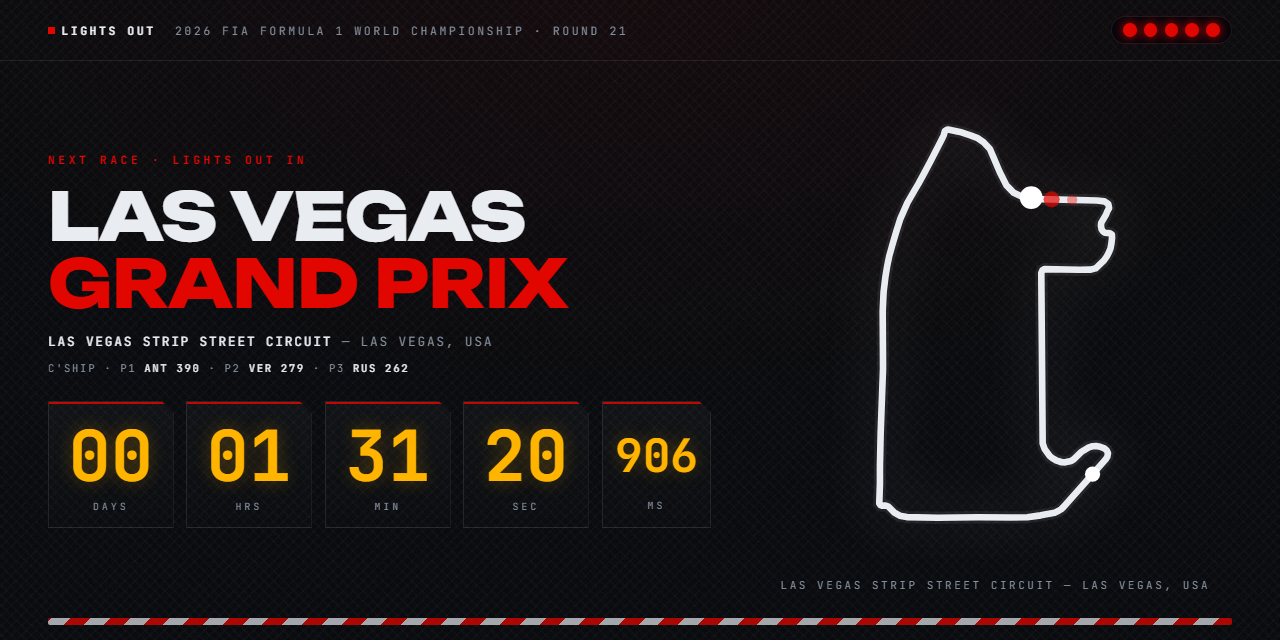 LIGHTS OUT 2026 FIA FORMULA 1 WORLD CHAMPIONSHIP · ROUND 21
NEXT RACE · LIGHTS OUT IN
LAS VEGAS
GRAND PRIX
LAS VEGAS STRIP STREET CIRCUIT — LAS VEGAS, USA
C'SHIP · P1 ANT 390 · P2 VER 279 · P3 RUS 262
00 01 31 20 906
DAYS HRS MIN SEC MS
LAS VEGAS STRIP STREET CIRCUIT — LAS VEGAS, USA